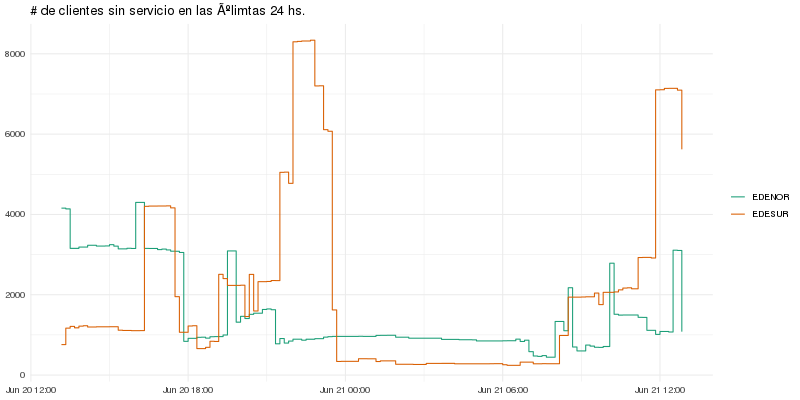 # de clientes sin servicio en las Ãºlimtas 24 hs.
8000
6000
4000
2000
0
Jun 20 12:00 Jun 20 18:00 Jun 21 00:00 Jun 21 06:00 Jun 21 12:00
EDENOR
EDESUR